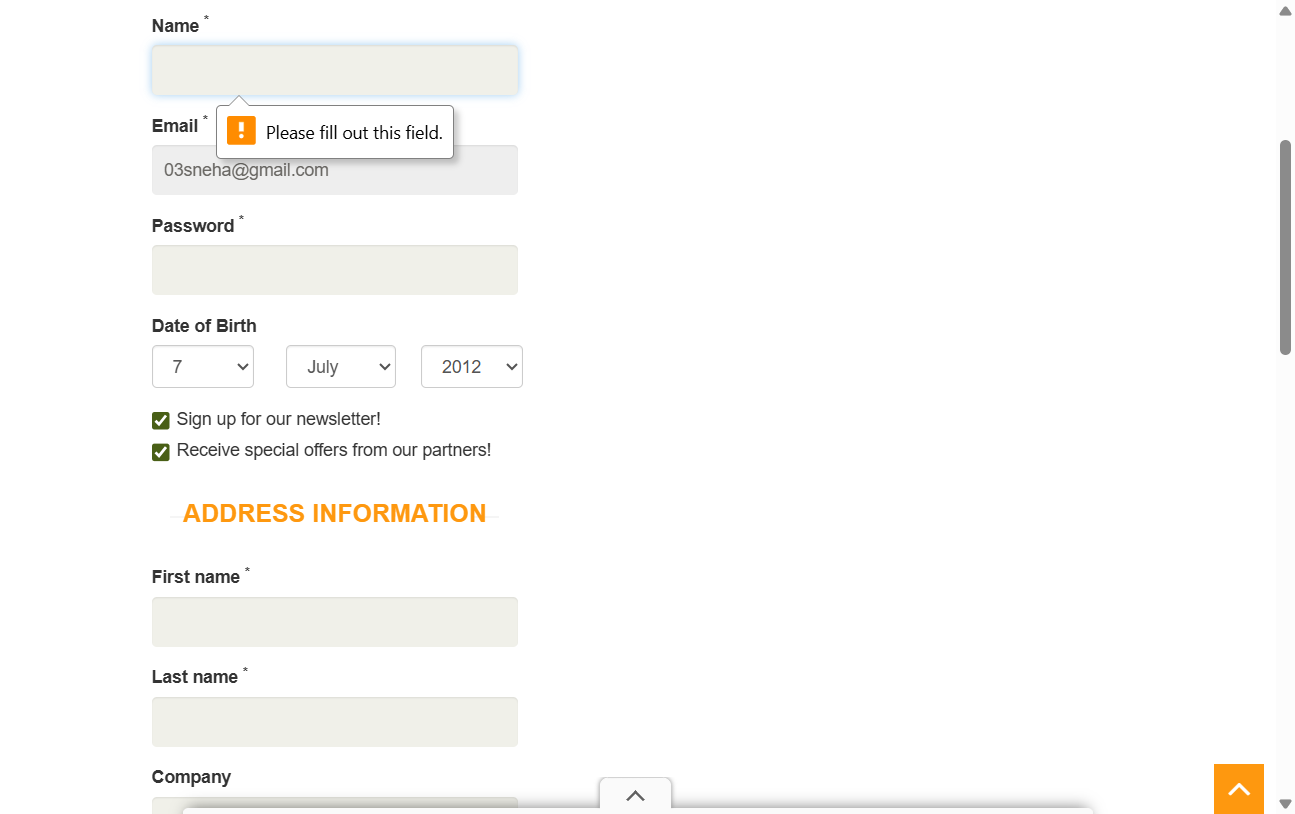 Name *
Please fill out this field.
Email *
03sneha@gmail.com
Password *
Date of Birth
7 July 2012
Sign up for our newsletter!
Receive special offers from our partners!
ADDRESS INFORMATION
First name *
Last name *
Company